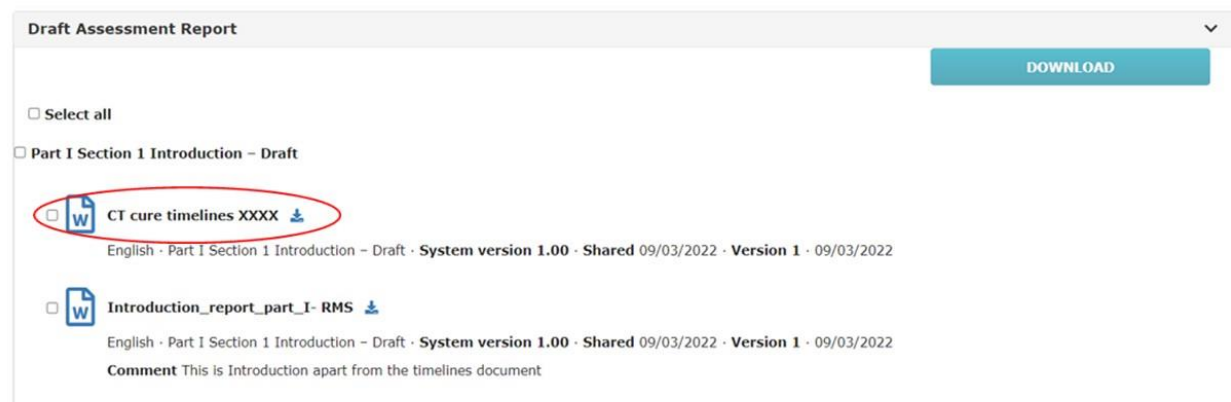 Draft Assessment Report
DOWNLOAD
Select all
Part I Section 1 Introduction – Draft
W CT cure timelines XXXX
English · Part I Section 1 Introduction – Draft · System version 1.00 · Shared 09/03/2022 · Version 1 · 09/03/2022
W Introduction_report_part_I- RMS
English · Part I Section 1 Introduction – Draft · System version 1.00 · Shared 09/03/2022 · Version 1 · 09/03/2022
Comment This is Introduction apart from the timelines document